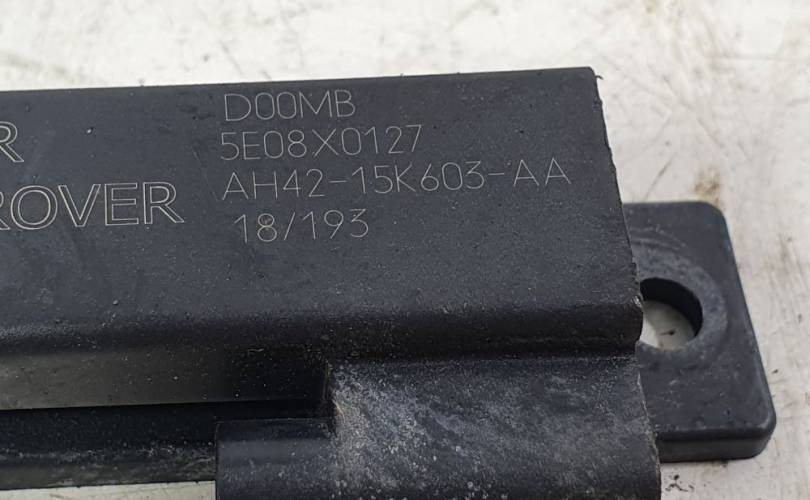 D00MB
5E08X0127
R AH42-15K603-AA
ROVER 18/193